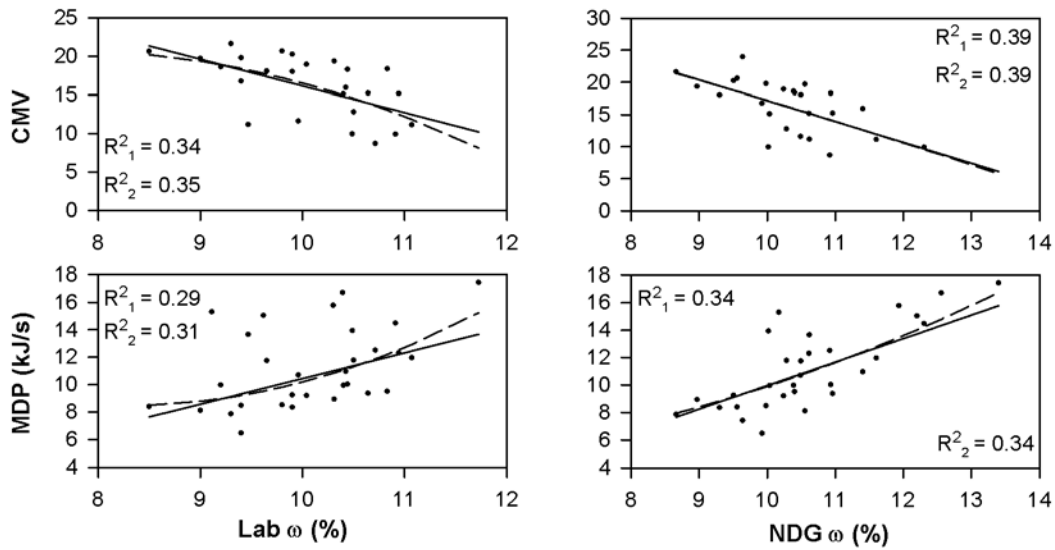 25
20
15
10
5
0
CMV
R²₁ = 0.34
R²₂ = 0.35
8 9 10 11 12
30
25
20
15
10
5
0
R²₁ = 0.39
R²₂ = 0.39
8 9 10 11 12 13 14
18
16
14
12
10
8
6
4
MDP (kJ/s)
R²₁ = 0.29
R²₂ = 0.31
8 9 10 11 12
Lab ω (%)
18
16
14
12
10
8
6
4
R²₁ = 0.34
R²₂ = 0.34
8 9 10 11 12 13 14
NDG ω (%)